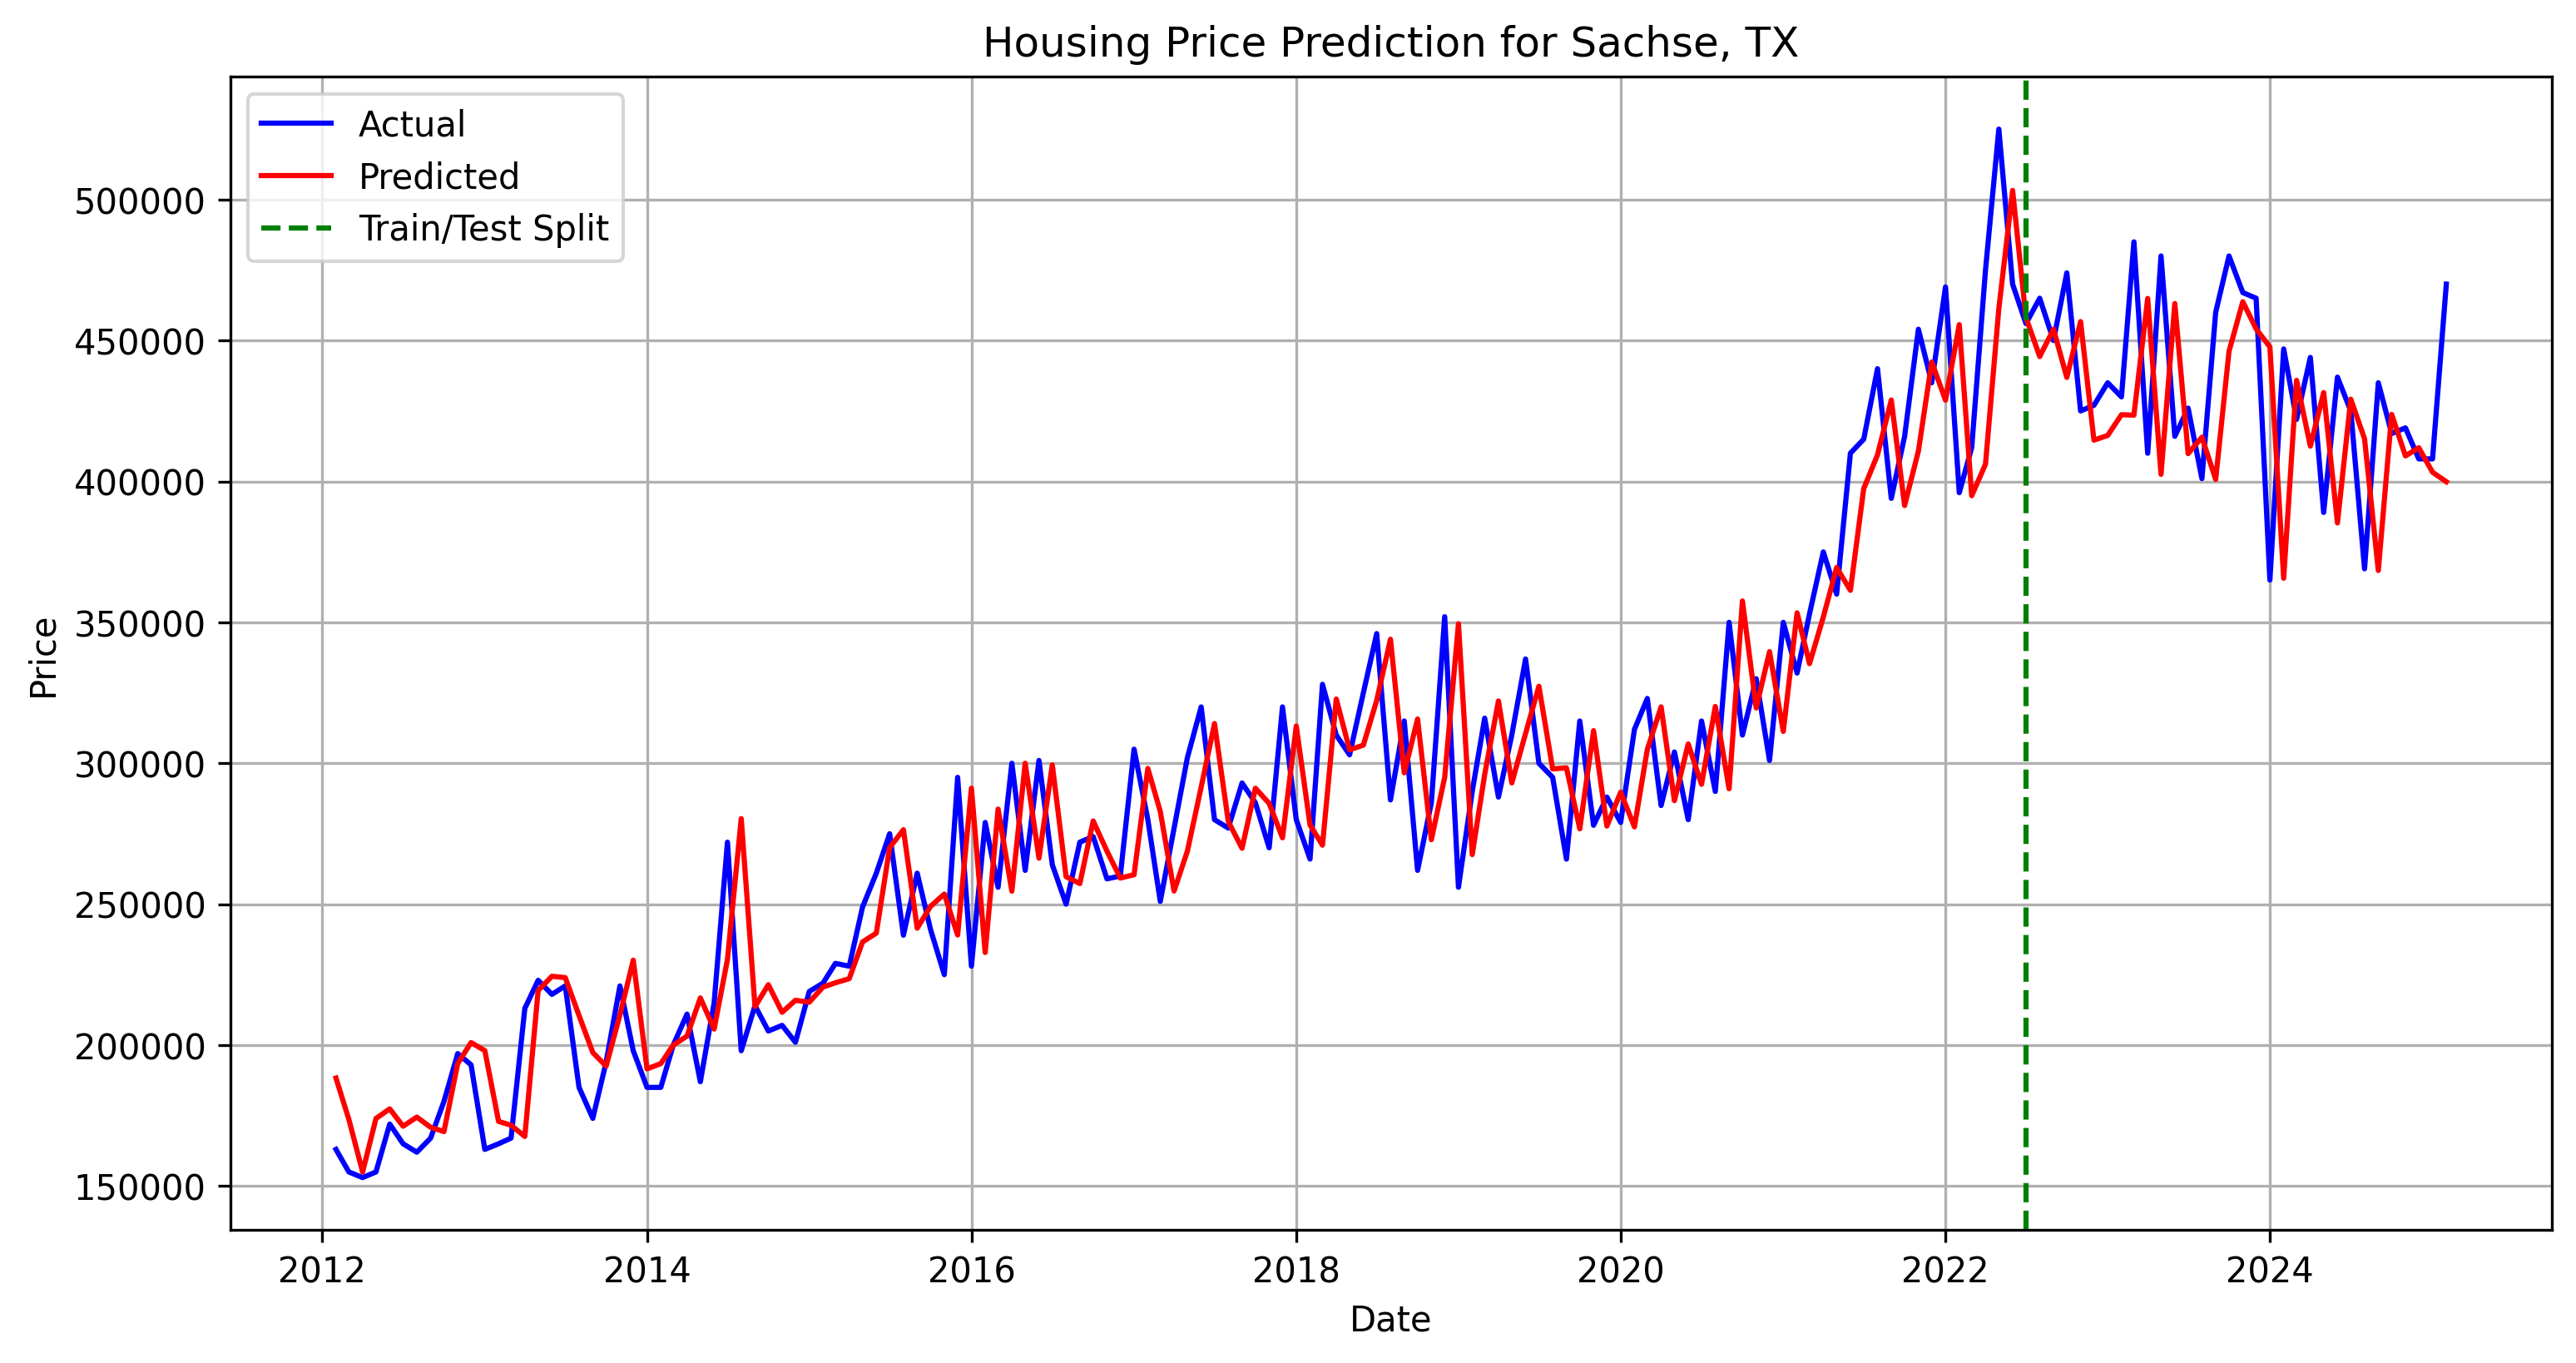 Housing Price Prediction for Sachse, TX
Actual
Predicted
Train/Test Split
500000
450000
400000
350000
300000
250000
200000
150000
Price
2012 2014 2016 2018 2020 2022 2024
Date